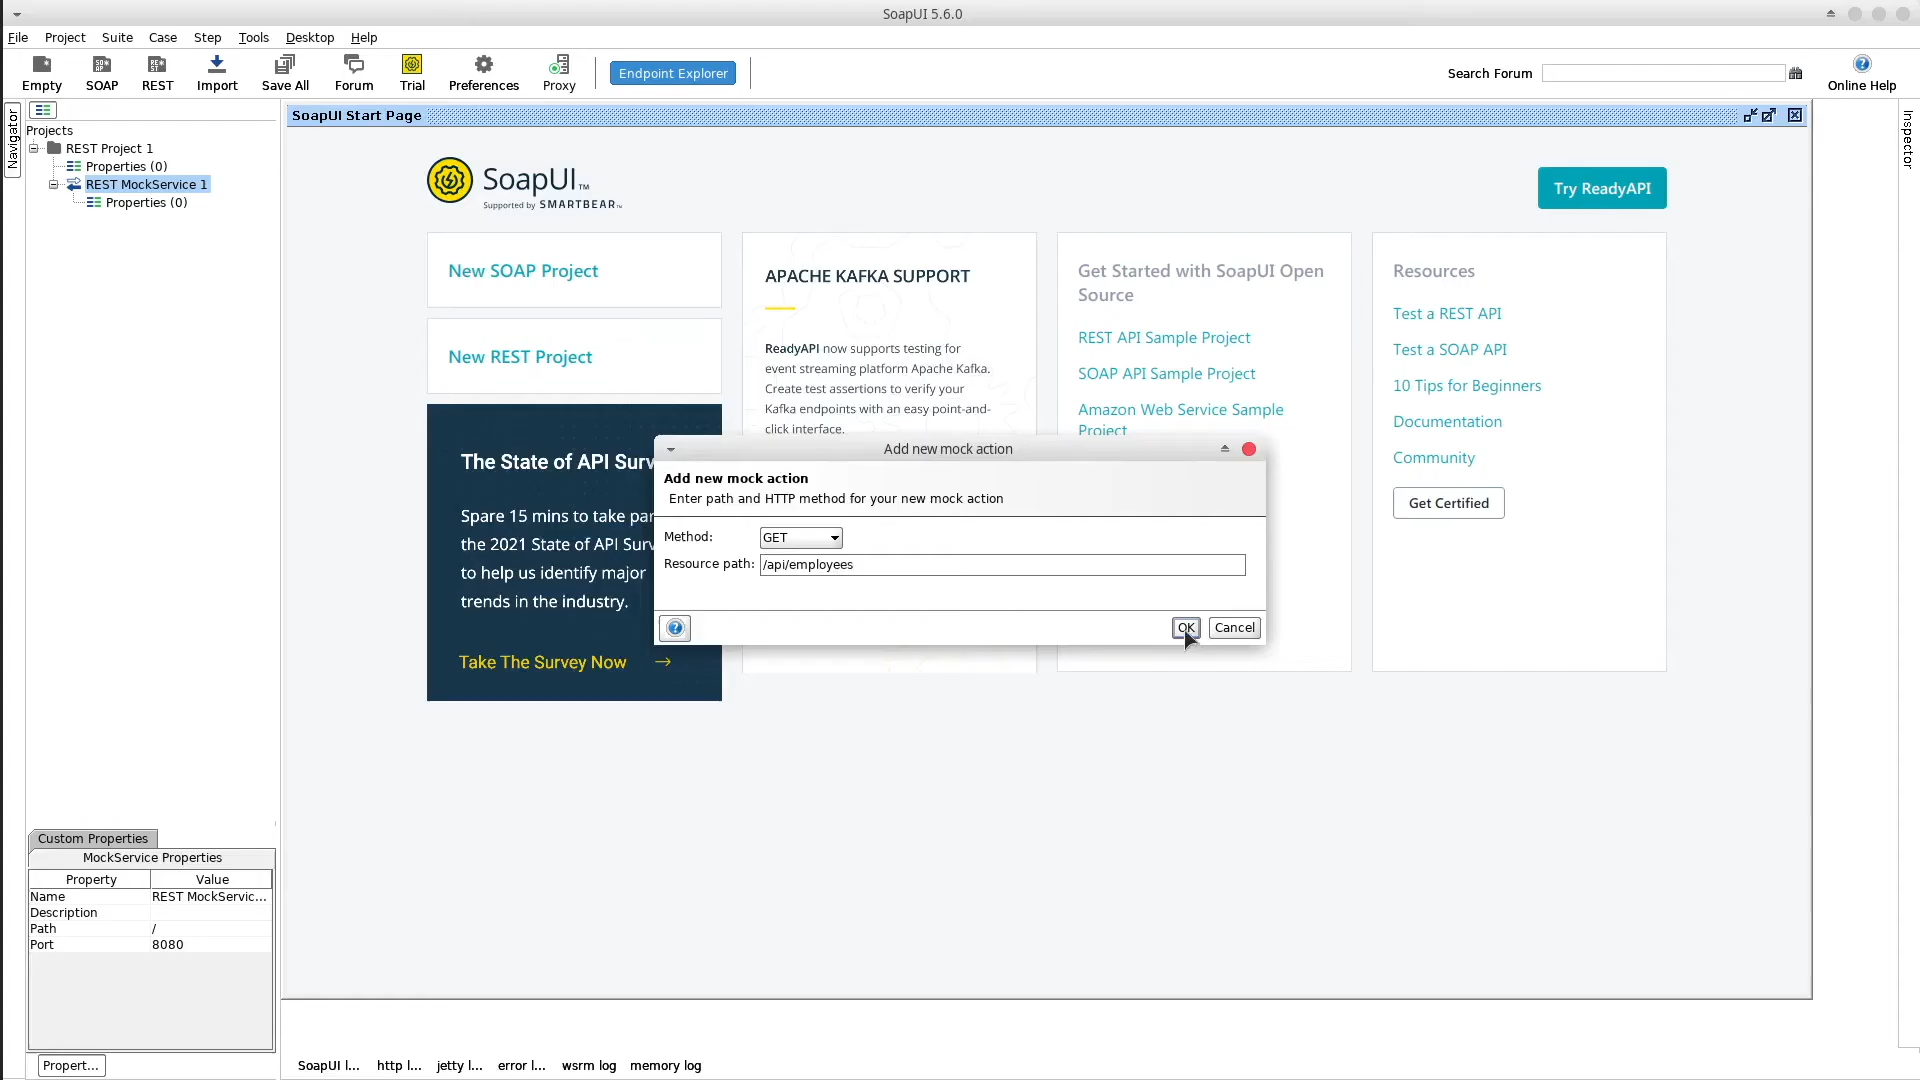 SoapUI 5.6.0
File Project Suite Case Step Tools Desktop Help
Empty SOAP REST Import Save All Forum Trial Preferences Proxy Endpoint Explorer Search Forum Online Help
Navigator
Projects
REST Project 1
Properties (0)
REST MockService 1
Properties (0)
SoapUI Start Page
Inspector
SoapUI™
Supported by SMARTBEAR™
Try ReadyAPI
New SOAP Project
New REST Project
The State of API Surv
Spare 15 mins to take par
the 2021 State of API Surv
to help us identify major
trends in the industry.
Take The Survey Now →
APACHE KAFKA SUPPORT
ReadyAPI now supports testing for
event streaming platform Apache Kafka.
Create test assertions to verify your
Kafka endpoints with an easy point-and-
click interface.
Get Started with SoapUI Open
Source
REST API Sample Project
SOAP API Sample Project
Amazon Web Service Sample
Project
Resources
Test a REST API
Test a SOAP API
10 Tips for Beginners
Documentation
Community
Get Certified
Add new mock action
Add new mock action
Enter path and HTTP method for your new mock action
Method: GET
Resource path: /api/employees
OK Cancel
Custom Properties
MockService Properties
Property Value
Name REST MockServic...
Description
Path /
Port 8080
Propert...
SoapUI l... http l... jetty l... error l... wsrm log memory log